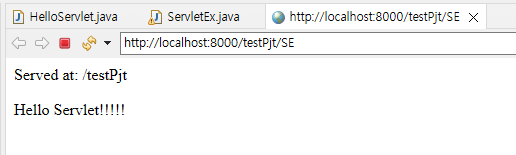 HelloServlet.java ServletEx.java http://localhost:8000/testPjt/SE
http://localhost:8000/testPjt/SE
Served at: /testPjt
Hello Servlet!!!!!